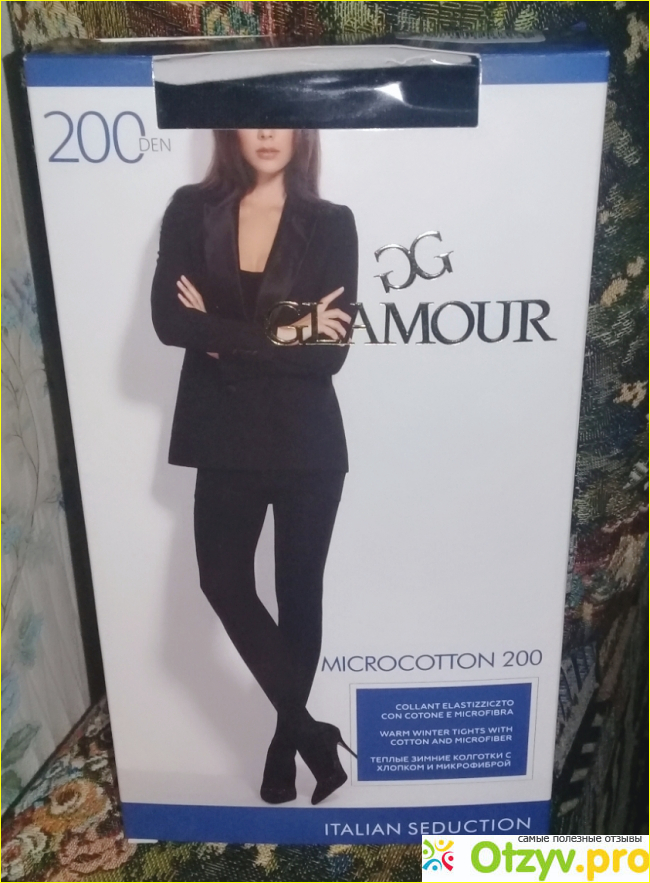 200 DEN
GG
GLAMOUR
MICROCOTTON 200
COLLANT ELASTIZZICZTO
CON COTONE E MICROFIBRA
WARM WINTER TIGHTS WITH
COTTON AND MICROFIBER
ТЕПЛЫЕ ЗИМНИЕ КОЛГОТКИ С
ХЛОПКОМ И МИКРОФИБРОЙ
ITALIAN SEDUCTION
самые полезные отзывы
Otzyv.pro